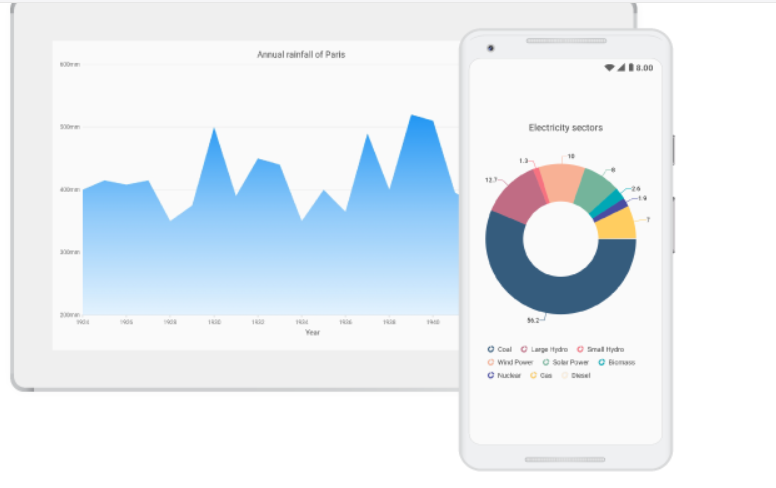 Annual rainfall of Paris
600mm
500mm
400mm
300mm
200mm
1924 1926 1928 1930 1932 1934 1936 1938 1940
Year
8:00
Electricity sectors
1.3
10
8
12.7
2.6
1.9
7
56.2
Coal Large Hydro Small Hydro
Wind Power Solar Power Biomass
Nuclear Gas Diesel